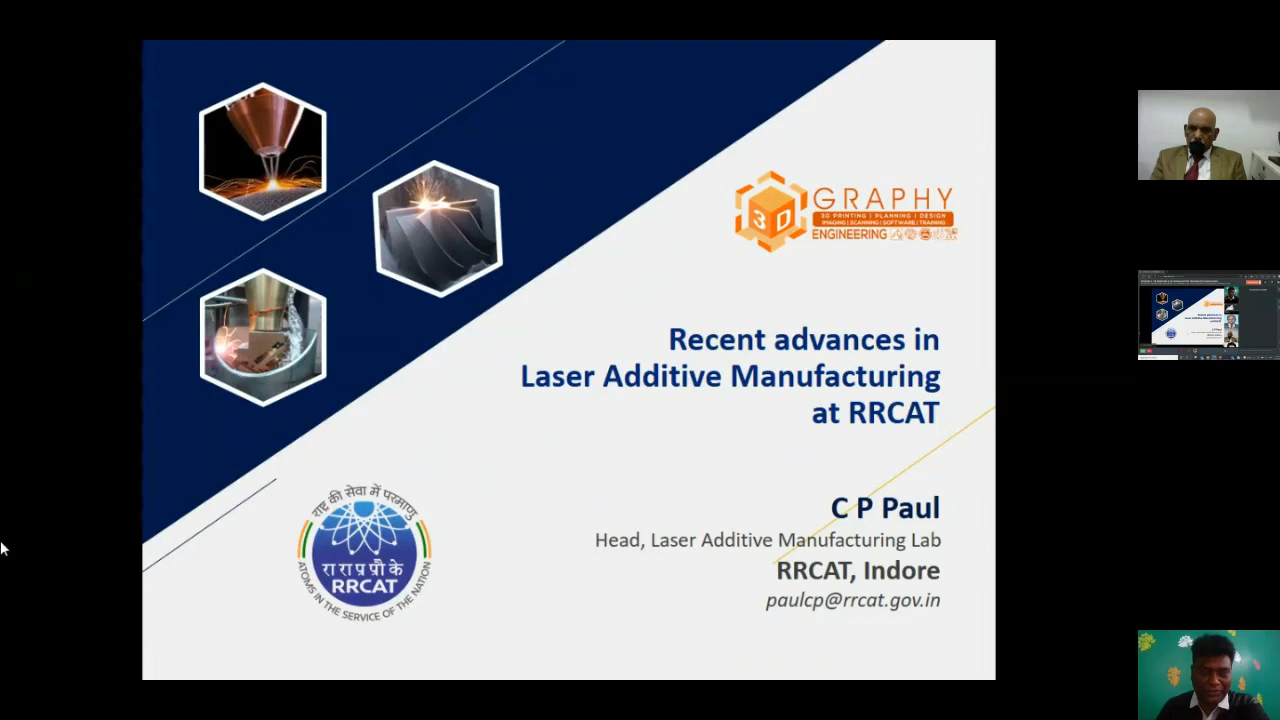 3D
GRAPHY
3D PRINTING | PLANNING | DESIGN
IMAGING | SCANNING | SOFTWARE | TRAINING
ENGINEERING
Recent advances in
Laser Additive Manufacturing
at RRCAT
C P Paul
Head, Laser Additive Manufacturing Lab
RRCAT, Indore
paulcp@rrcat.gov.in
राष्ट्र की सेवा में परमाणु
रा रा प्र प्रौ के
RRCAT
ATOMS IN THE SERVICE OF THE NATION